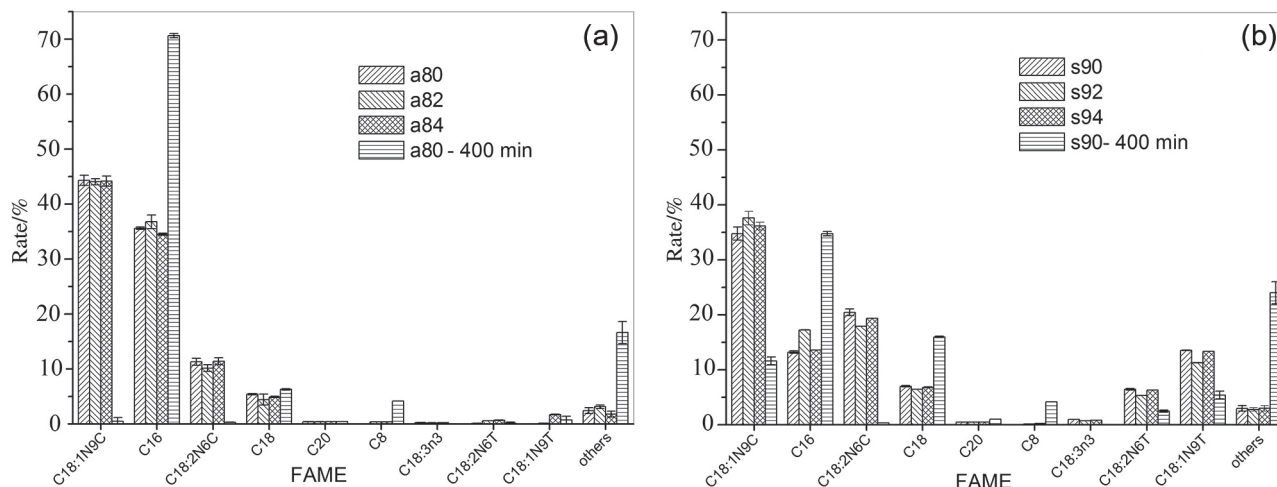 (a)
70
60
50
40
30
20
10
0
Rate/%
a80
a82
a84
a80 - 400 min
C18:1N9C
C16
C18:2N6C
C18
C20
C8
C18:3n3
C18:2N6T
C18:1N9T
others
FAME
(b)
70
60
50
40
30
20
10
0
Rate/%
s90
s92
s94
s90- 400 min
C18:1N9C
C16
C18:2N6C
C18
C20
C8
C18:3n3
C18:2N6T
C18:1N9T
others
FAME